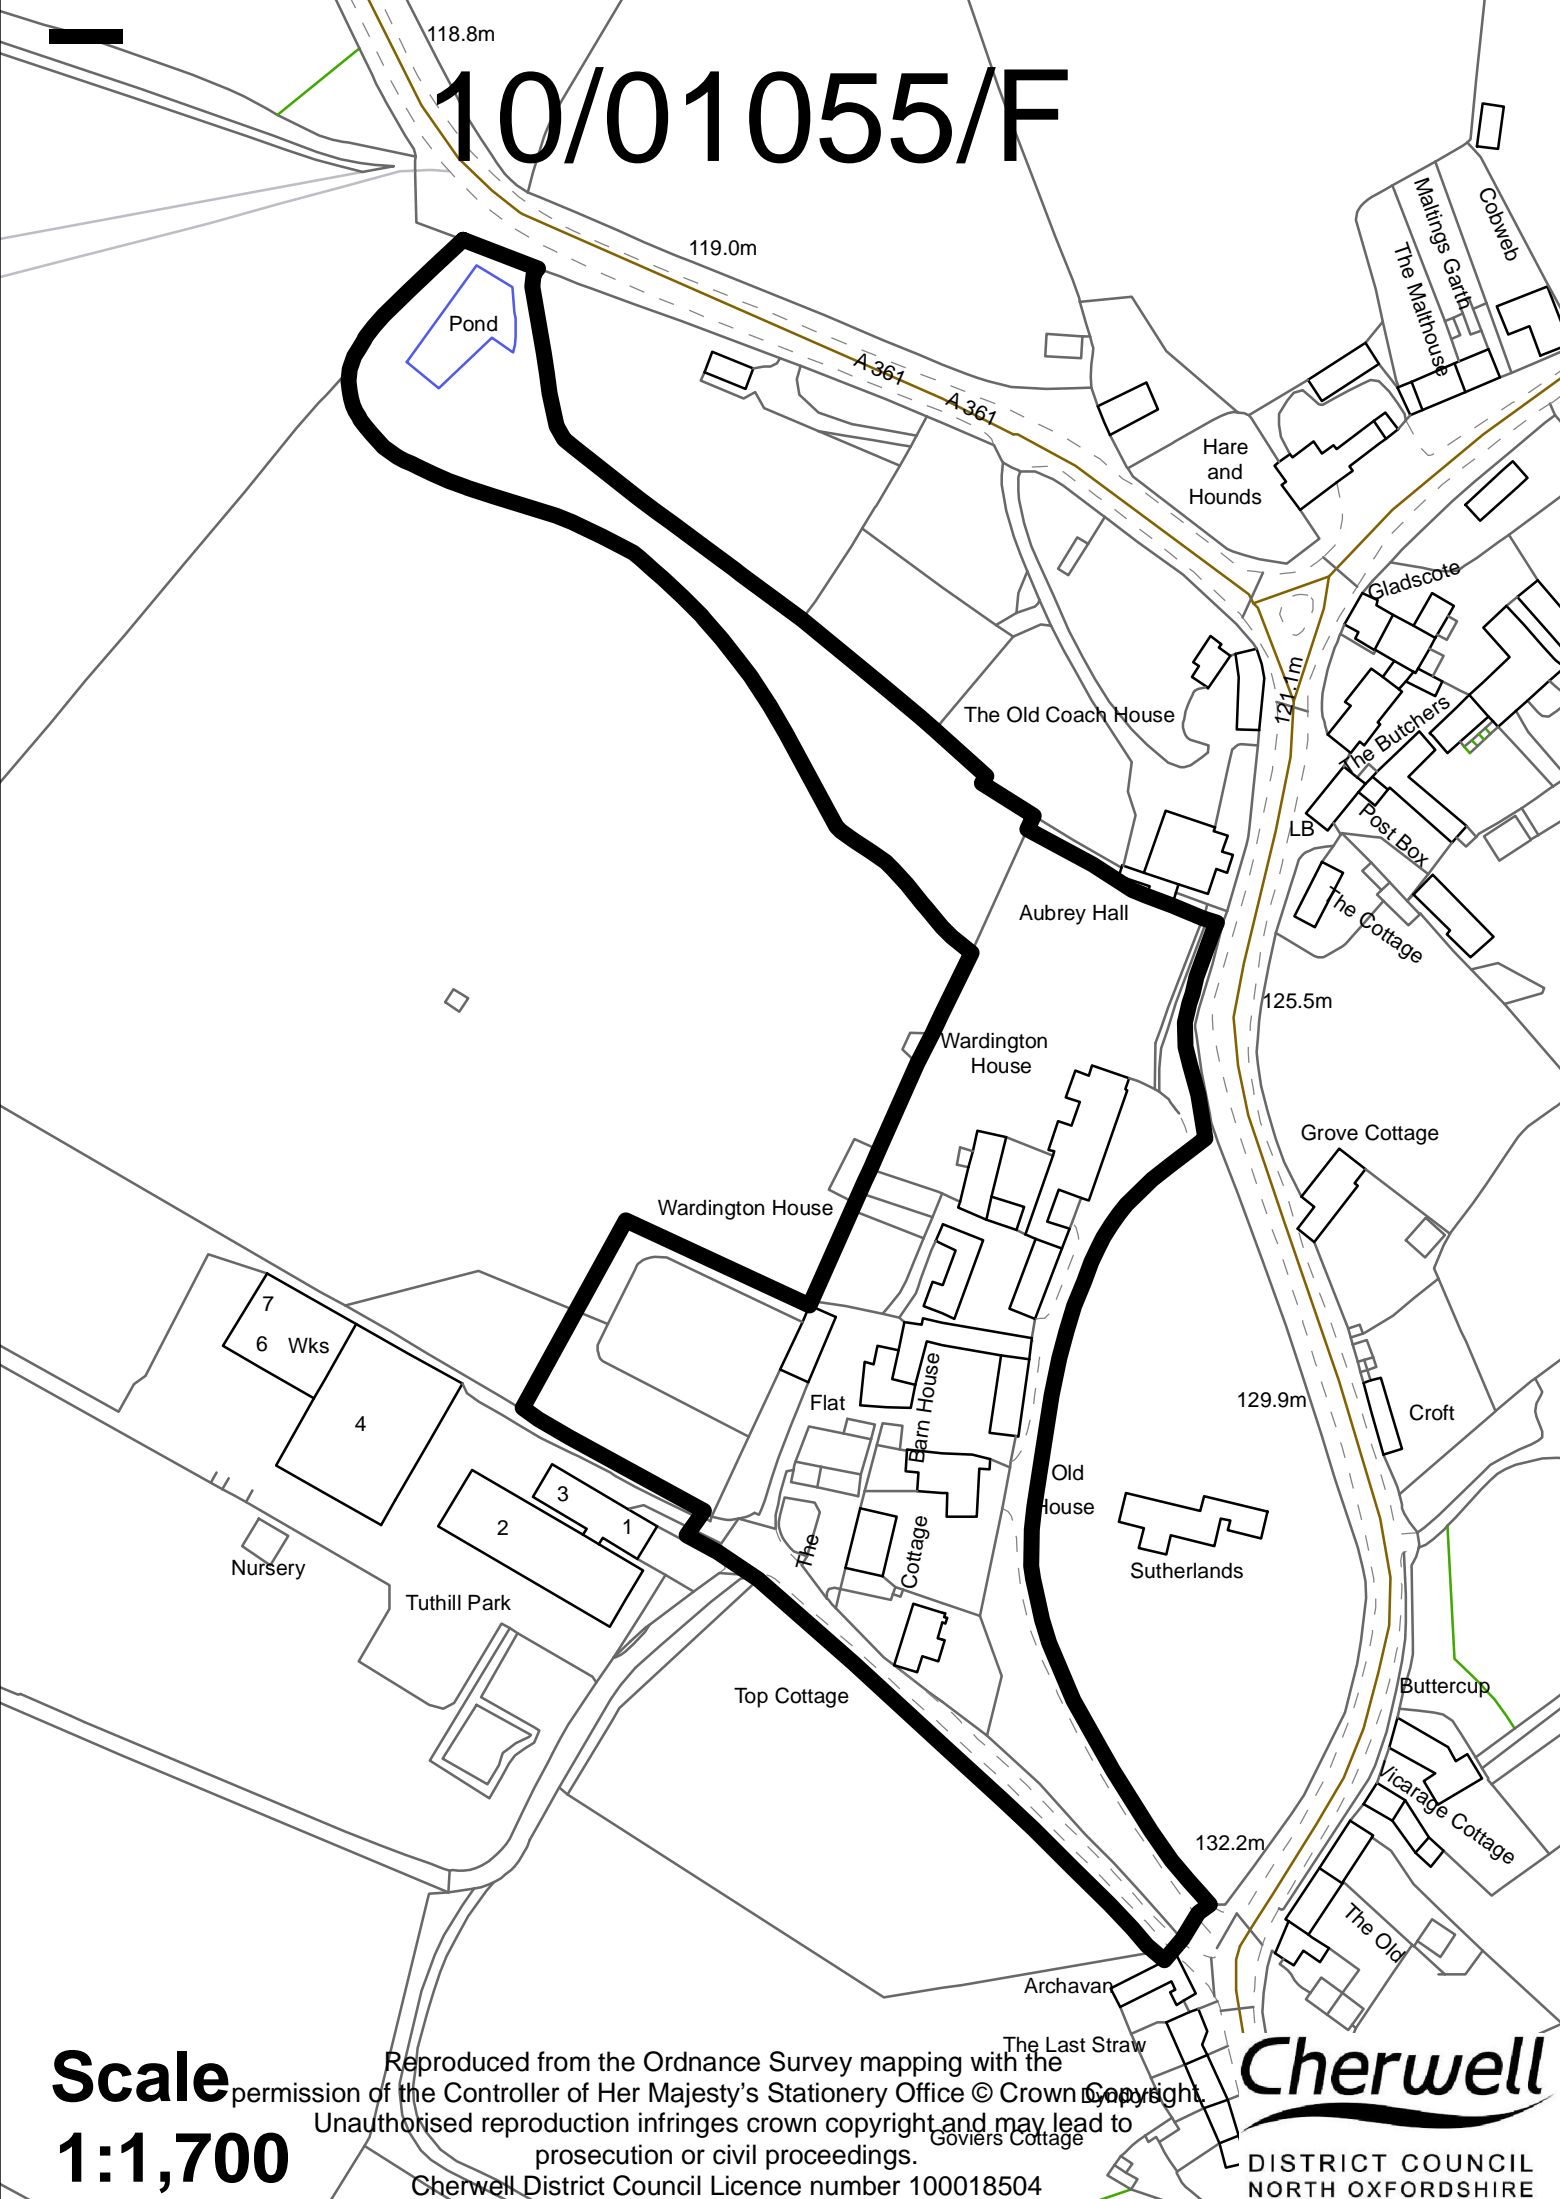 118.8m
10/01055/F
119.0m
Pond
A 361
A 361
Cobweb
Maltings Garth
The Malthouse
Hare
and
Hounds
Gladscote
121.1m
The Old Coach House
The Butchers
LB
Post Box
The Cottage
Aubrey Hall
125.5m
Wardington
House
Grove Cottage
Wardington House
7
6
Wks
4
Flat
Barn House
129.9m
Croft
Old
House
3
1
2
The
Cottage
Sutherlands
Nursery
Tuthill Park
Top Cottage
Buttercup
Vicarage Cottage
132.2m
The Old
Archavan
The Last Straw
Goviers Cottage
Scale
1:1,700
Reproduced from the Ordnance Survey mapping with the
permission of the Controller of Her Majesty's Stationery Office © Crown Copyright.
Unauthorised reproduction infringes crown copyright and may lead to
prosecution or civil proceedings.
Cherwell District Council Licence number 100018504
Cherwell
DISTRICT COUNCIL
NORTH OXFORDSHIRE